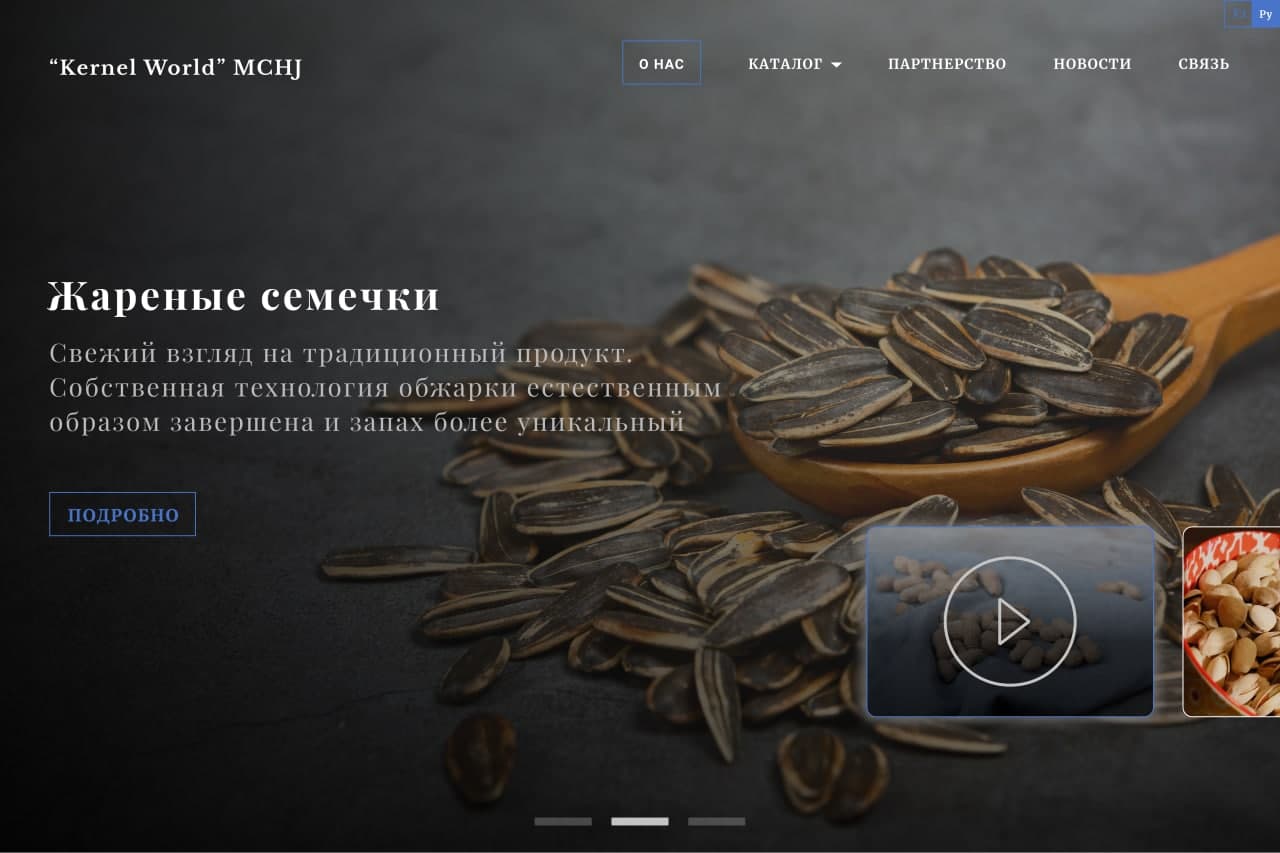 Ру
“Kernel World” MCHJ
О НАС
КАТАЛОГ
ПАРТНЕРСТВО
НОВОСТИ
СВЯЗЬ
Жареные семечки
Свежий взгляд на традиционный продукт.
Собственная технология обжарки естественным
образом завершена и запах более уникальный
ПОДРОБНО